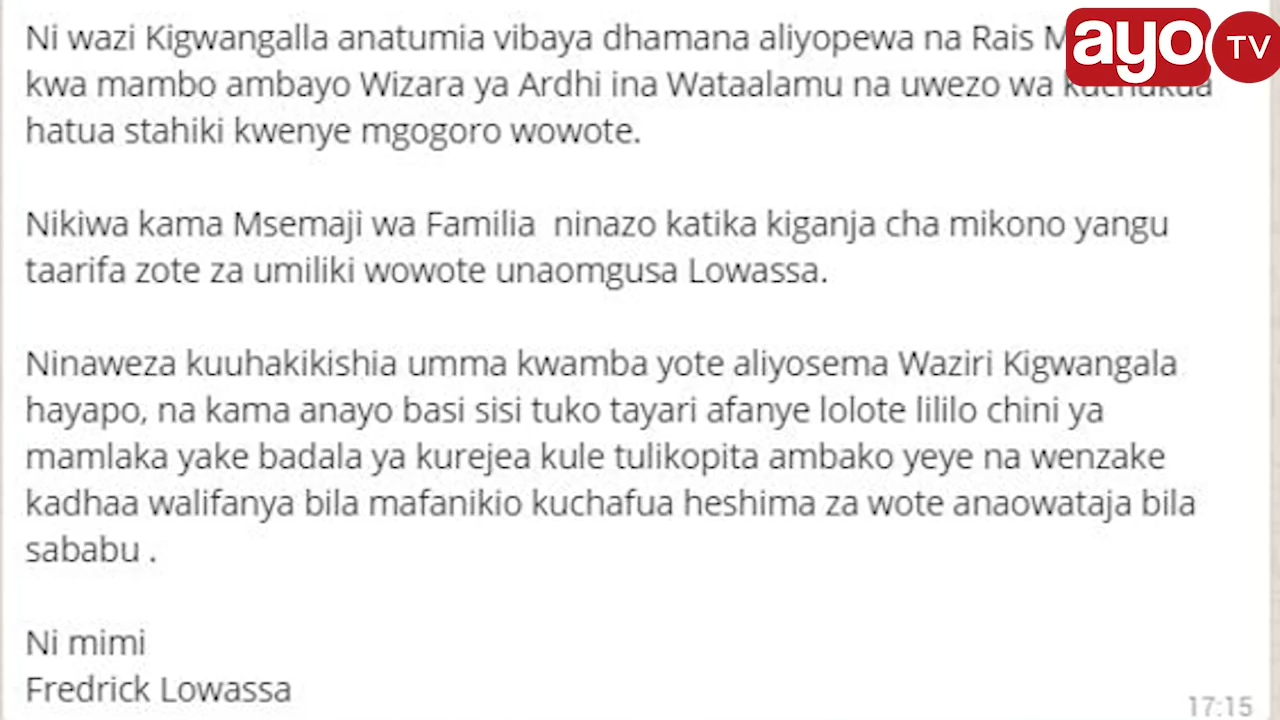 ayo TV
Ni wazi Kigwangalla anatumia vibaya dhamana aliyopewa na Rais
kwa mambo ambayo Wizara ya Ardhi ina Wataalamu na uwezo wa kuchukua
hatua stahiki kwenye mgogoro wowote.
Nikiwa kama Msemaji wa Familia ninazo katika kiganja cha mikono yangu
taarifa zote za umiliki wowote unaomgusa Lowassa.
Ninaweza kuuhakikishia umma kwamba yote aliyosema Waziri Kigwangala
hayapo, na kama anayo basi sisi tuko tayari afanye lolote lililo chini ya
mamlaka yake badala ya kurejea kule tulikopita ambako yeye na wenzake
kadhaa walifanya bila mafanikio kuchafua heshima za wote anaowataja bila
sababu .
Ni mimi
Fredrick Lowassa
17:15